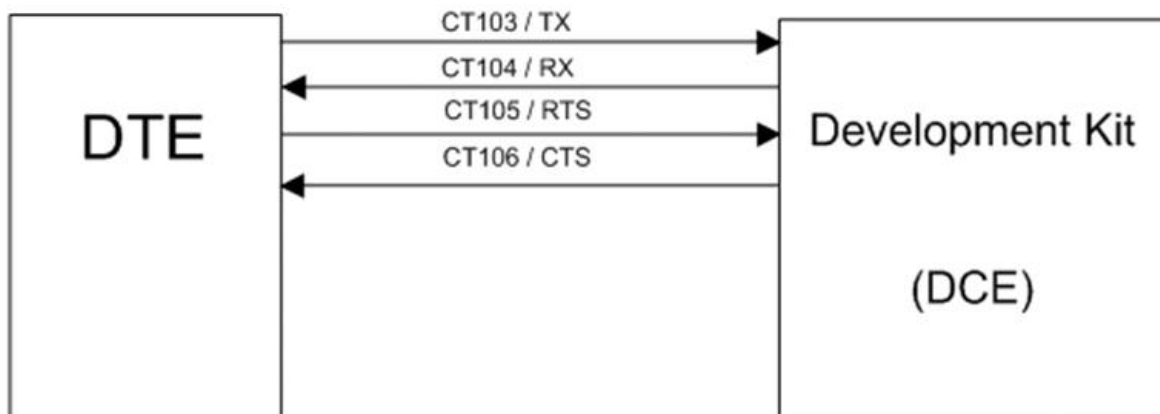 CT103 / TX
CT104 / RX
CT105 / RTS
CT106 / CTS
DTE
Development Kit
(DCE)